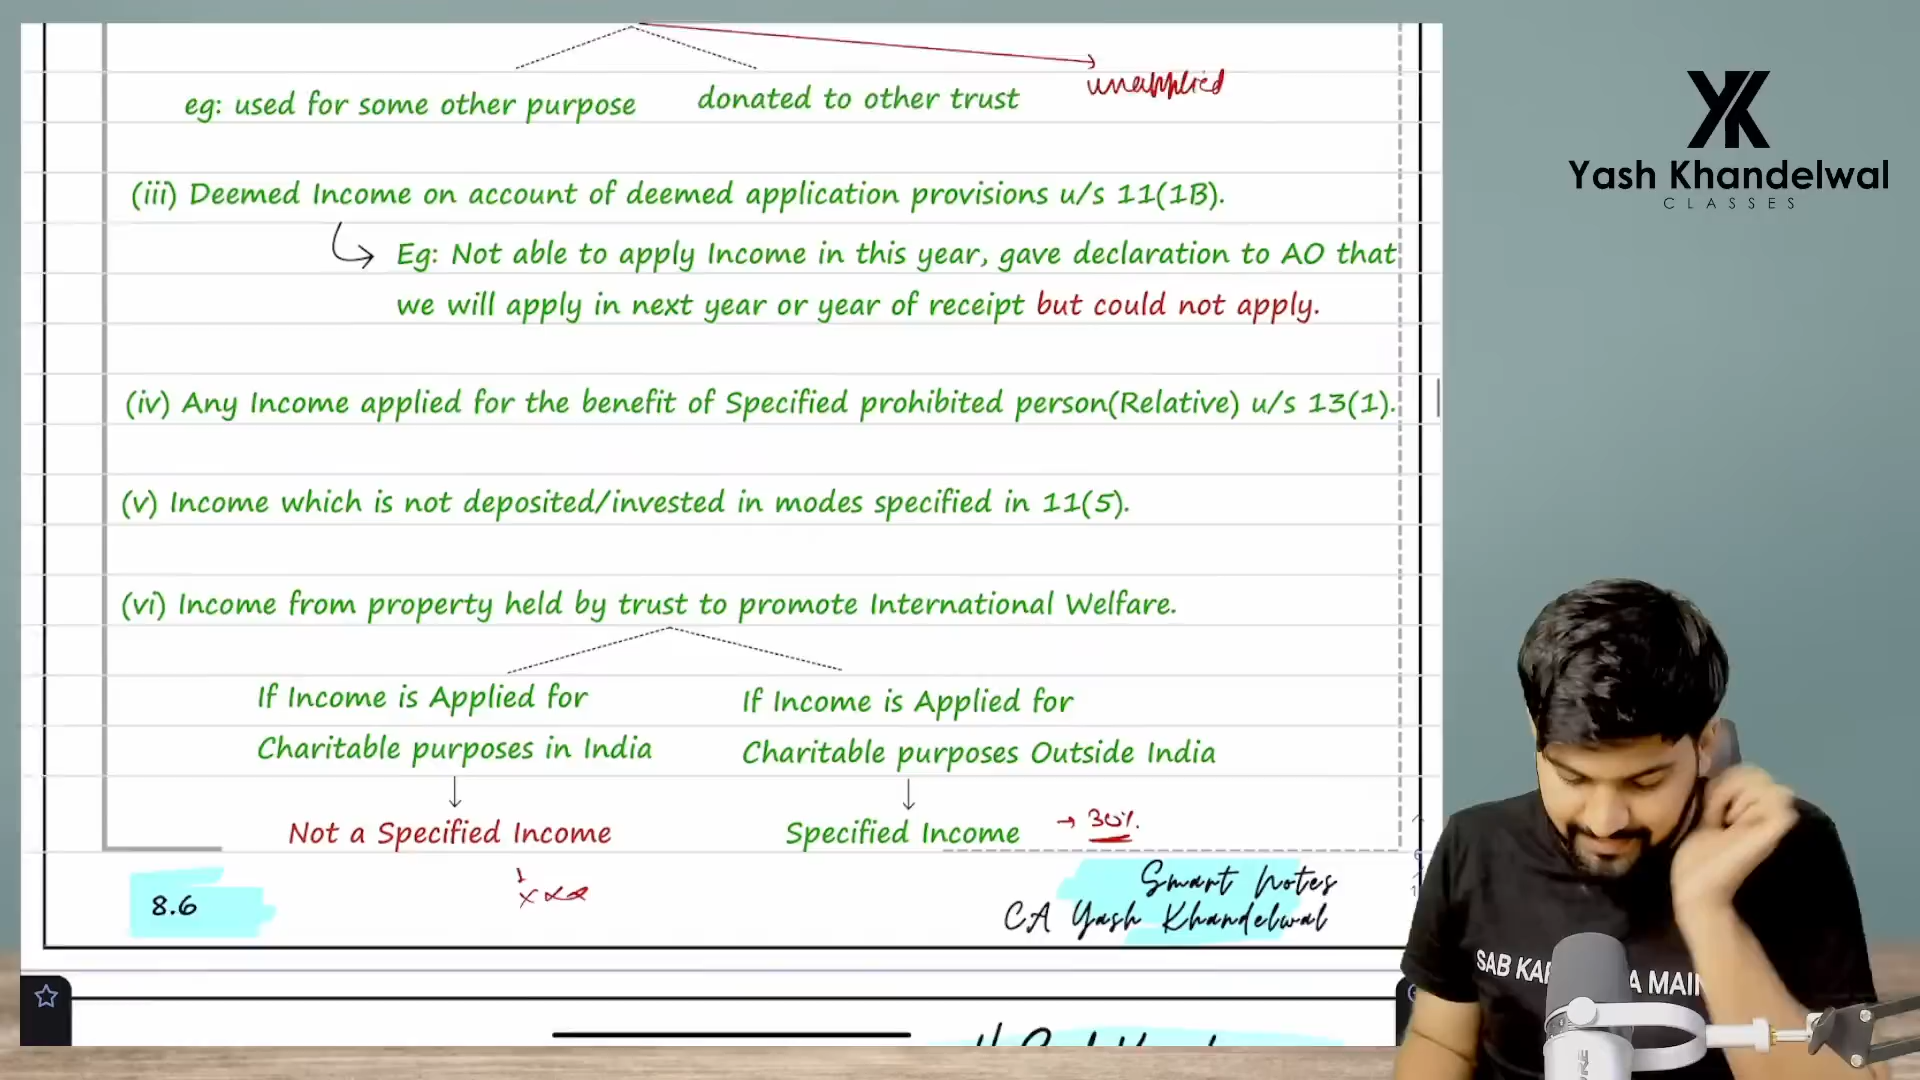 eg: used for some other purpose donated to other trust unapplied
(iii) Deemed Income on account of deemed application provisions u/s 11(1B).
Eg: Not able to apply Income in this year, gave declaration to AO that
we will apply in next year or year of receipt but could not apply.
(iv) Any Income applied for the benefit of Specified prohibited person(Relative) u/s 13(1).
(v) Income which is not deposited/invested in modes specified in 11(5).
(vi) Income from property held by trust to promote International Welfare.
If Income is Applied for
Charitable purposes in India
Not a Specified Income
If Income is Applied for
Charitable purposes Outside India
Specified Income → 30%.
8.6
Smart Notes
CA Yash Khandelwal
YK
Yash Khandelwal
CLASSES
SAB KA
A MAI